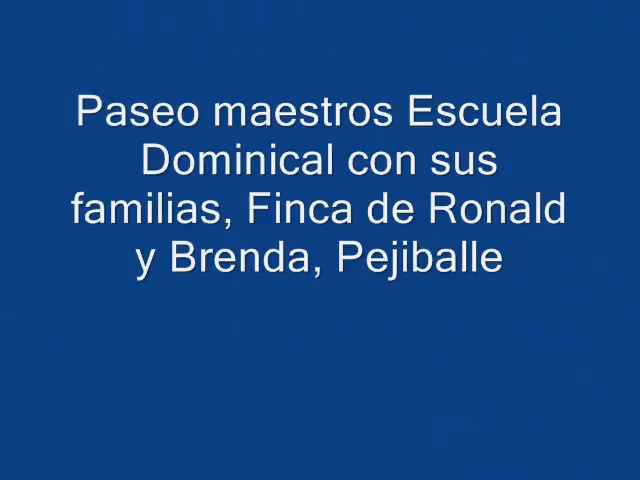 Paseo maestros Escuela
Dominical con sus
familias, Finca de Ronald
y Brenda, Pejiballe